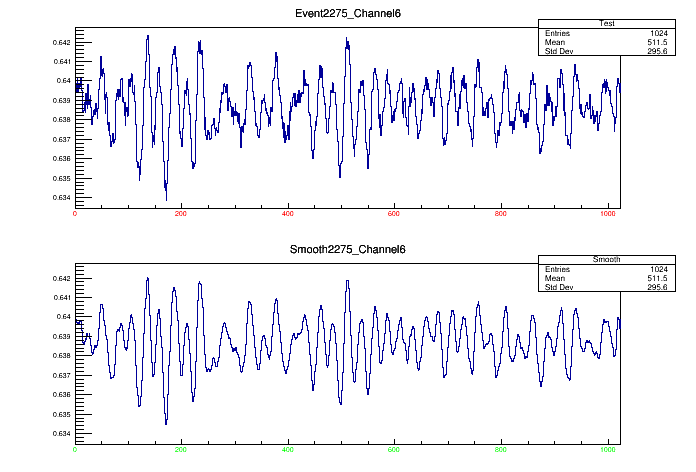 Event2275_Channel6
Test
Entries 1024
Mean 511.5
Std Dev 295.6
0.642
0.641
0.64
0.639
0.638
0.637
0.636
0.635
0.634
0 200 400 600 800 1000
Smooth2275_Channel6
Smooth
Entries 1024
Mean 511.5
Std Dev 295.6
0.642
0.641
0.64
0.639
0.638
0.637
0.636
0.635
0.634
0 200 400 600 800 1000